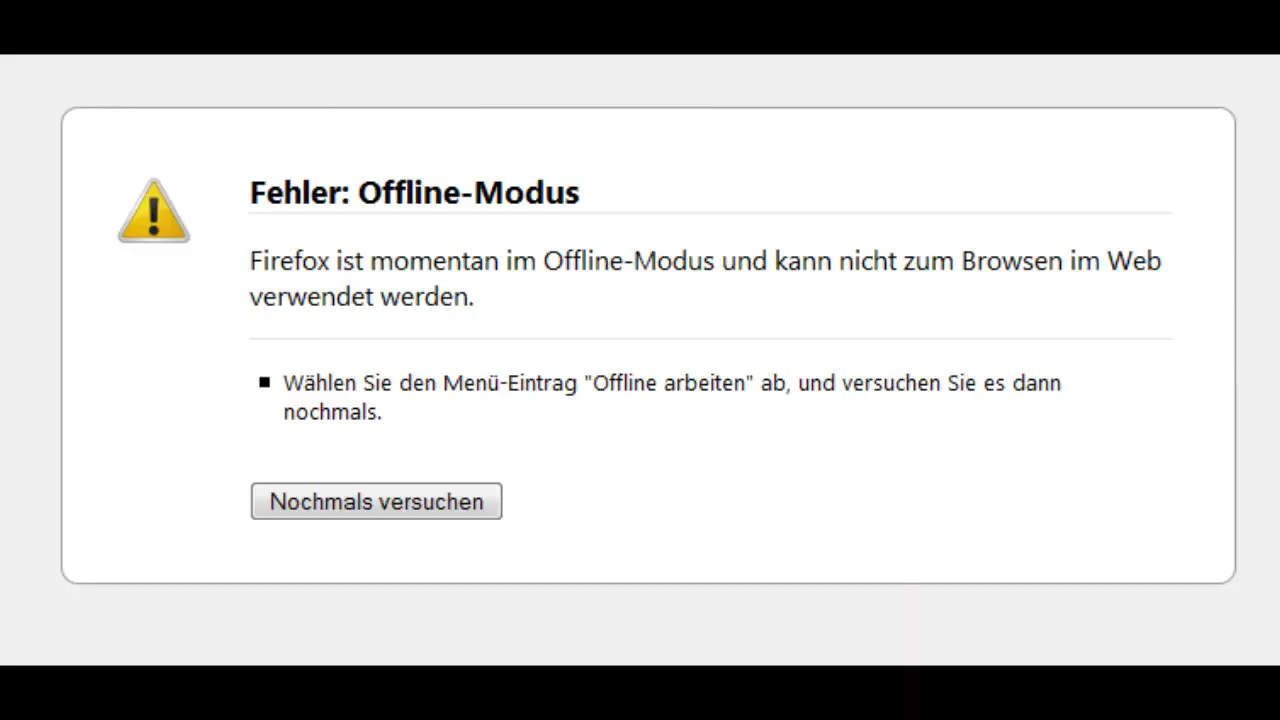 Fehler: Offline-Modus
Firefox ist momentan im Offline-Modus und kann nicht zum Browsen im Web
verwendet werden.
Wählen Sie den Menü-Eintrag "Offline arbeiten" ab, und versuchen Sie es dann
nochmals.
Nochmals versuchen